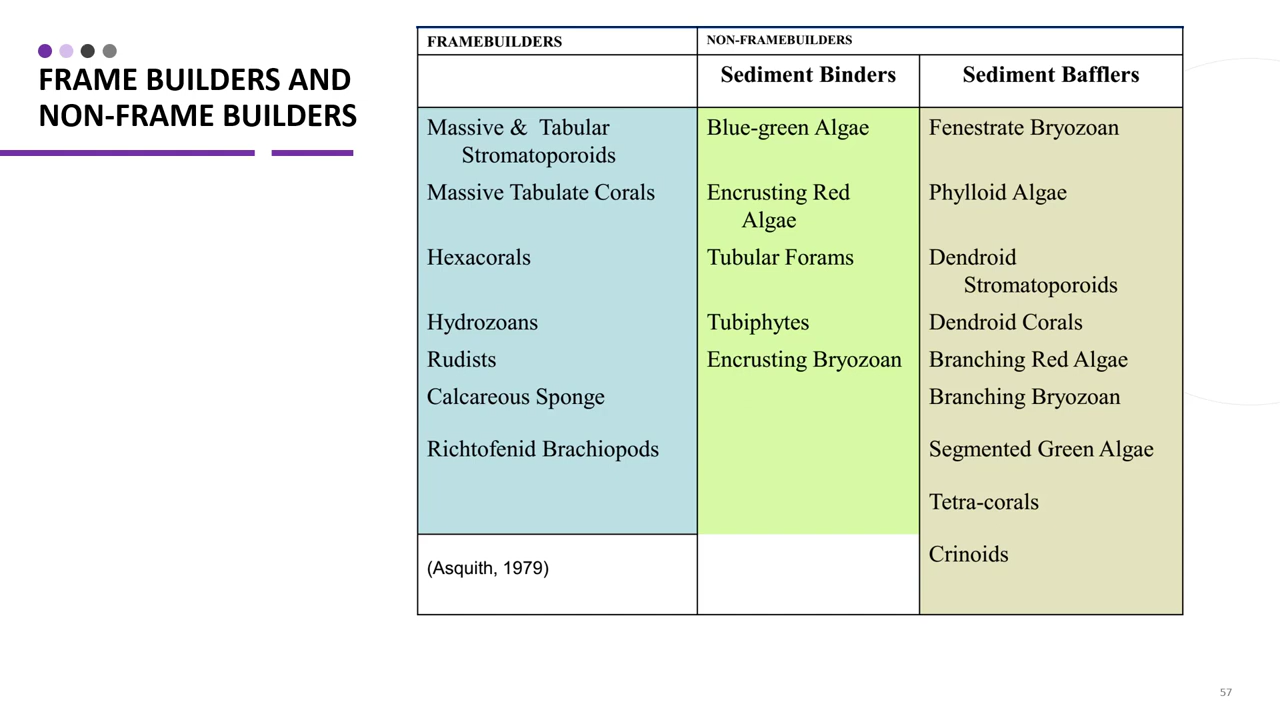 FRAME BUILDERS AND
NON-FRAME BUILDERS
FRAMEBUILDERS
NON-FRAMEBUILDERS
Sediment Binders
Sediment Bafflers
Massive & Tabular
Stromatoporoids
Massive Tabulate Corals
Hexacorals
Hydrozoans
Rudists
Calcareous Sponge
Richtofenid Brachiopods
(Asquith, 1979)
Blue-green Algae
Encrusting Red
Algae
Tubular Forams
Tubiphytes
Encrusting Bryozoan
Fenestrate Bryozoan
Phylloid Algae
Dendroid
Stromatoporoids
Dendroid Corals
Branching Red Algae
Branching Bryozoan
Segmented Green Algae
Tetra-corals
Crinoids
57